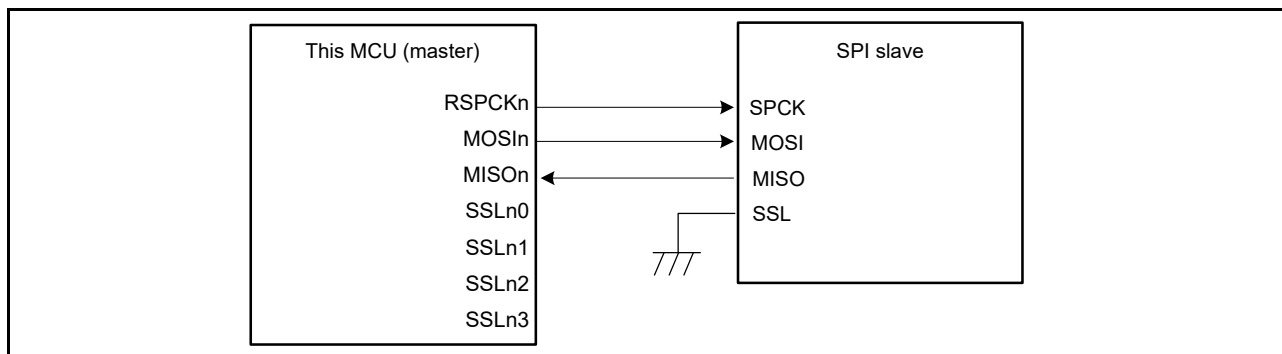 This MCU (master)
RSPCKn
MOSIn
MISOn
SSLn0
SSLn1
SSLn2
SSLn3
SPI slave
SPCK
MOSI
MISO
SSL